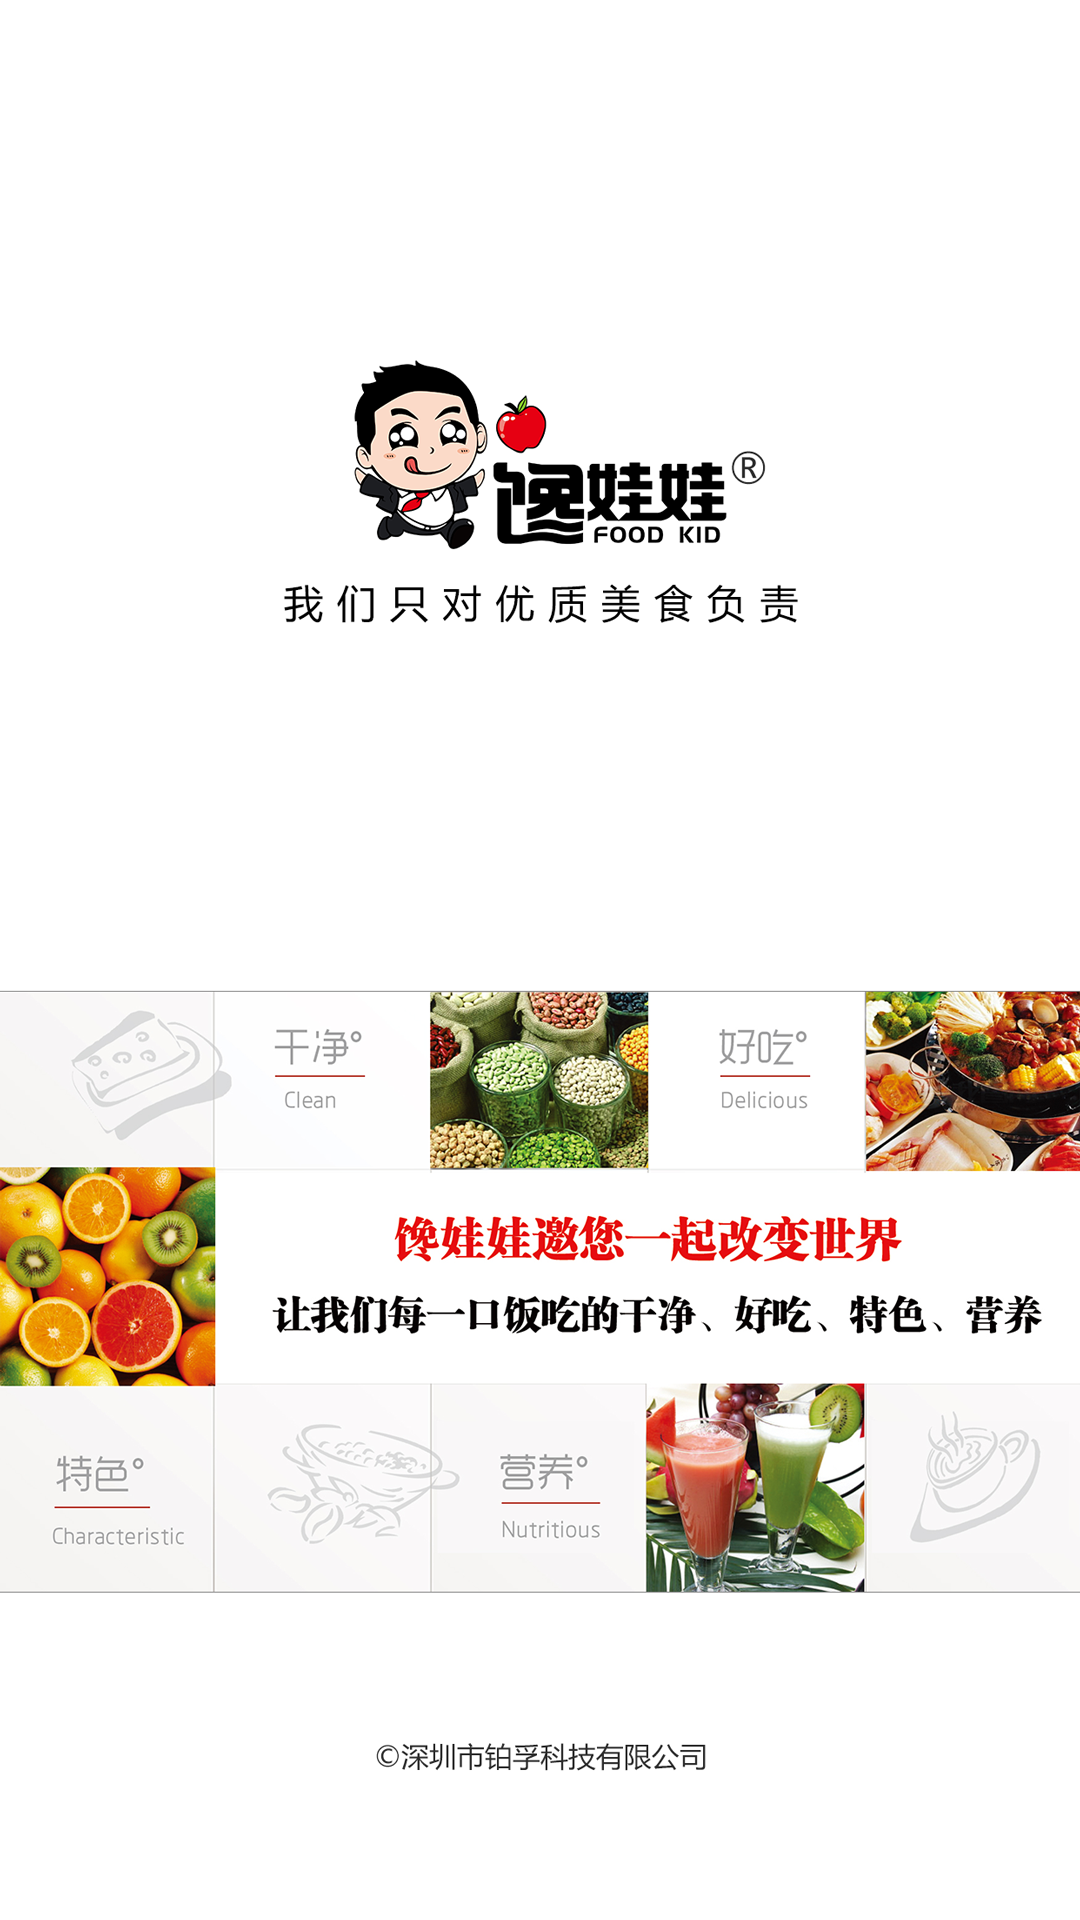 馋娃娃®
FOOD KID
我们只对优质美食负责
干净°
Clean
好吃°
Delicious
馋娃娃邀您一起改变世界
让我们每一口饭吃的干净、好吃、特色、营养
特色°
Characteristic
营养°
Nutritious
©深圳市铂孚科技有限公司